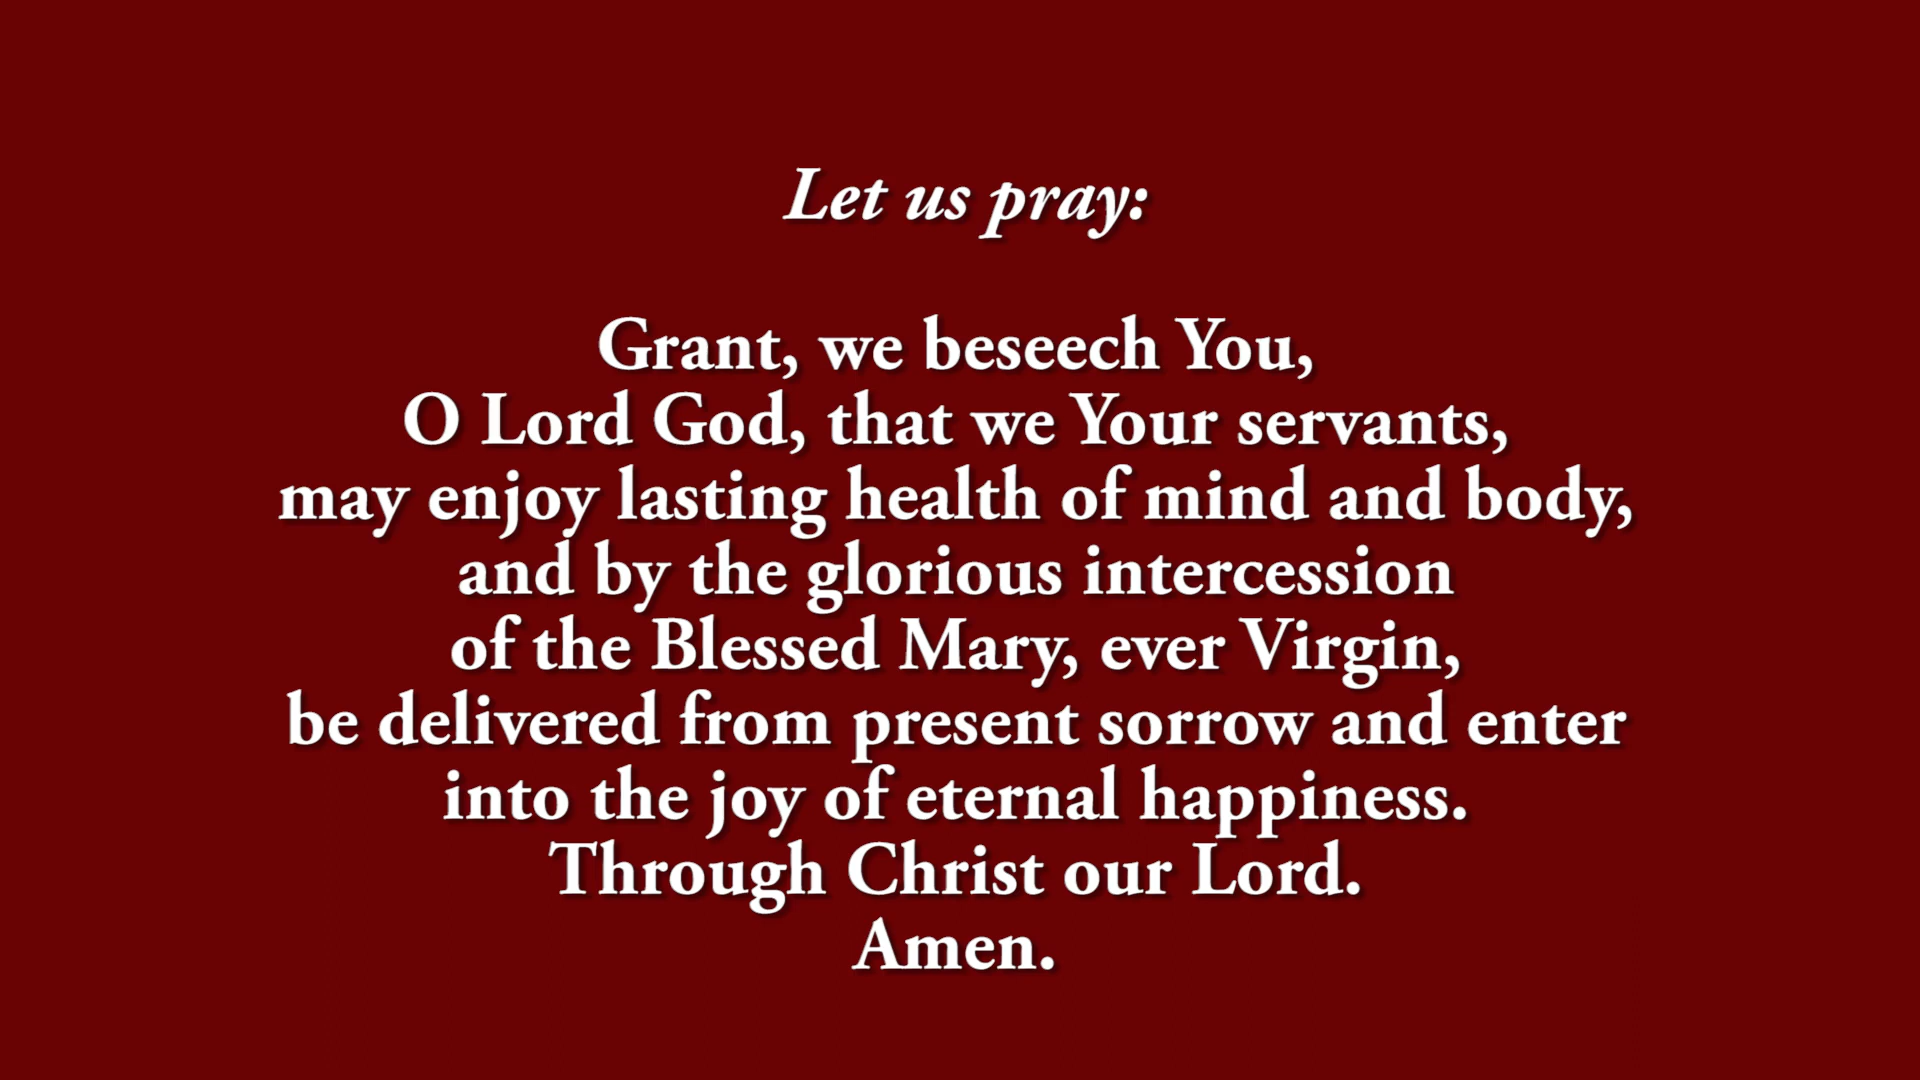 Let us pray:
Grant, we beseech You,
O Lord God, that we Your servants,
may enjoy lasting health of mind and body,
and by the glorious intercession
of the Blessed Mary, ever Virgin,
be delivered from present sorrow and enter
into the joy of eternal happiness.
Through Christ our Lord.
Amen.